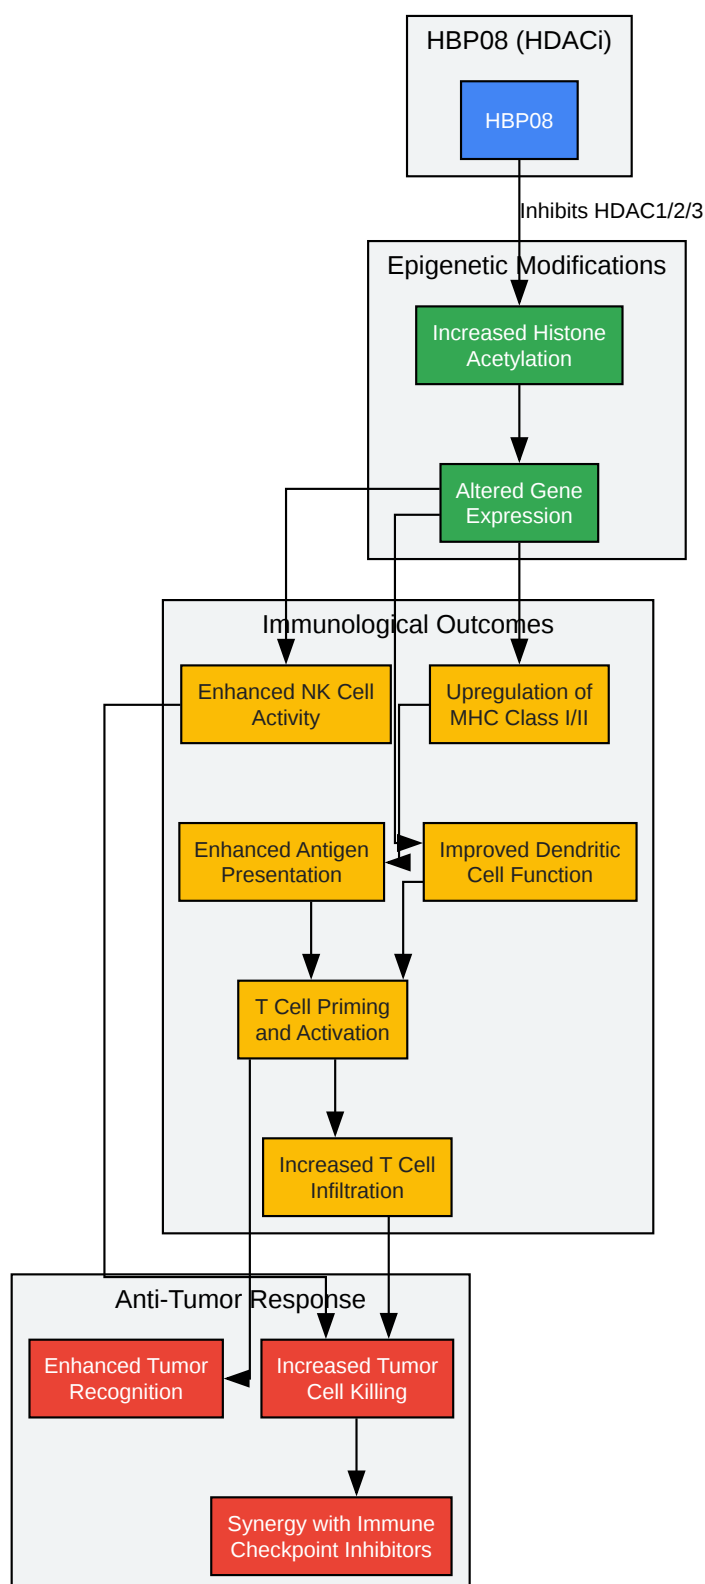 HBP08 (HDACi)
HBP08
Inhibits HDAC1/2/3
Epigenetic Modifications
Increased Histone
Acetylation
Altered Gene
Expression
Immunological Outcomes
Enhanced NK Cell
Activity
Upregulation of
MHC Class I/II
Enhanced Antigen
Presentation
Improved Dendritic
Cell Function
T Cell Priming
and Activation
Increased T Cell
Infiltration
Anti-Tumor Response
Enhanced Tumor
Recognition
Increased Tumor
Cell Killing
Synergy with Immune
Checkpoint Inhibitors